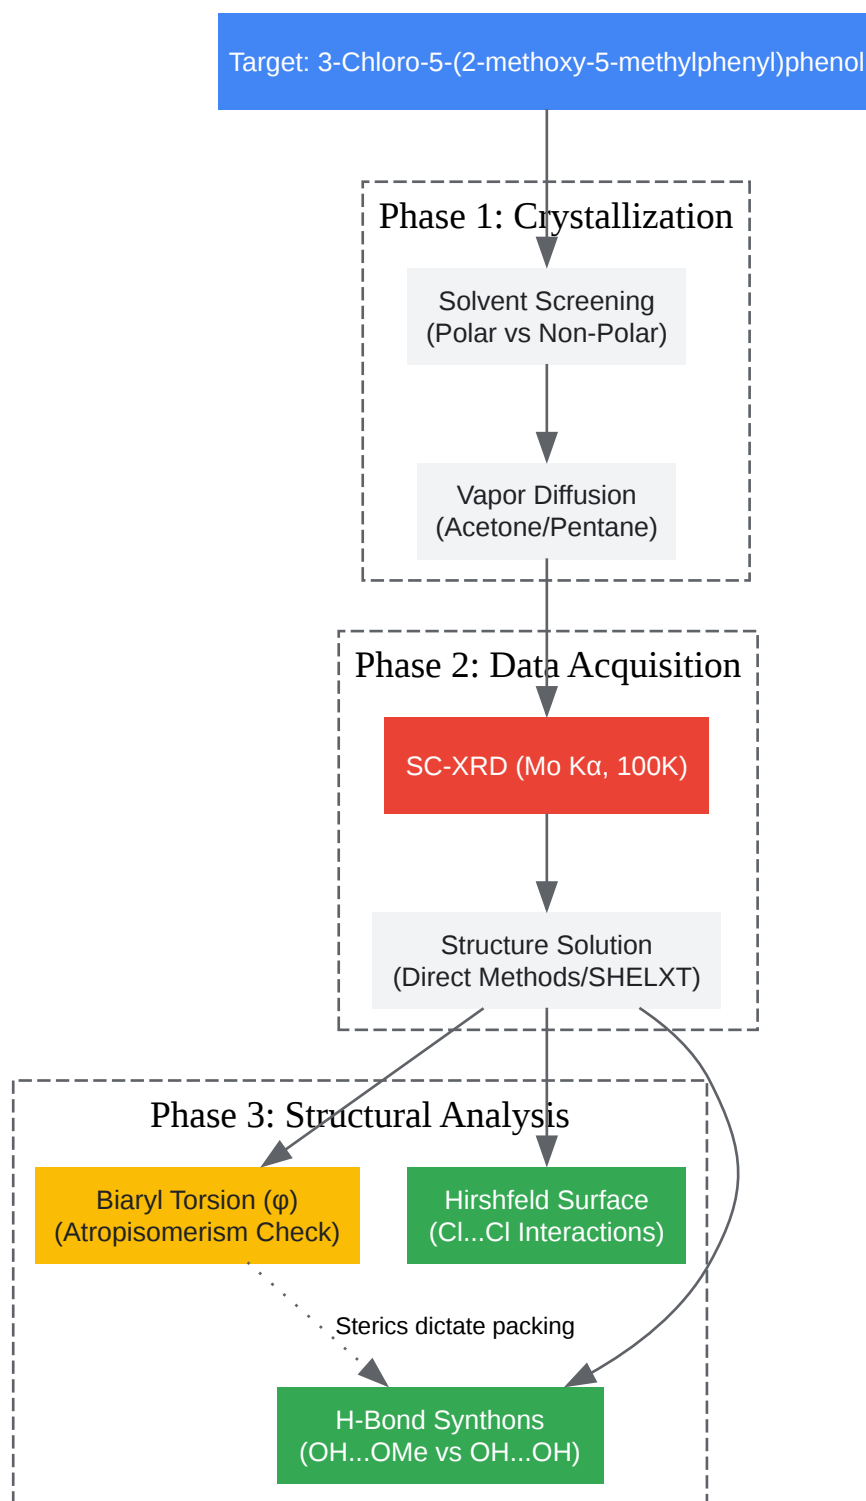 Target: 3-Chloro-5-(2-methoxy-5-methylphenyl)phenol
Phase 1: Crystallization
Solvent Screening
(Polar vs Non-Polar)
Vapor Diffusion
(Acetone/Pentane)
Phase 2: Data Acquisition
SC-XRD (Mo Kα, 100K)
Structure Solution
(Direct Methods/SHELXT)
Phase 3: Structural Analysis
Biaryl Torsion (φ)
(Atropisomerism Check)
Hirshfeld Surface
(Cl...Cl Interactions)
Sterics dictate packing
H-Bond Synthons
(OH...OMe vs OH...OH)